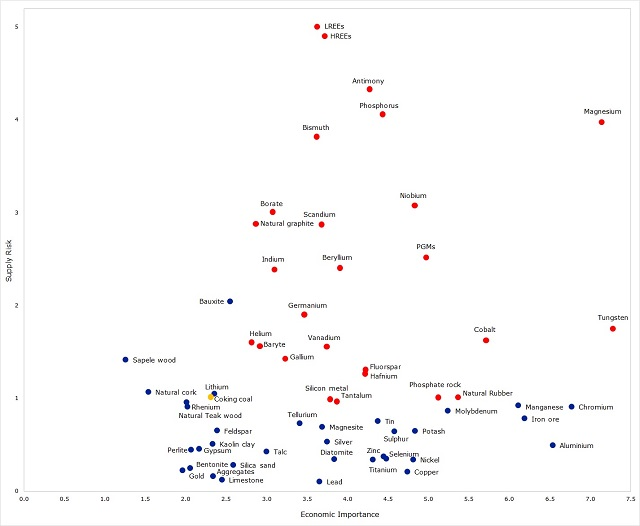 5
LREEs
HREEs
Antimony
4
Phosphorus
Magnesium
Bismuth
Niobium
3
Borate
Scandium
Natural graphite
PGMs
Indium
Beryllium
Supply Risk
2
Bauxite
Germanium
Tungsten
Helium
Baryte
Vanadium
Cobalt
Gallium
Sapele wood
Fluorspar
Hafnium
1
Natural cork
Lithium
Coking coal
Silicon metal
Tantalum
Phosphate rock
Natural Rubber
Rhenium
Natural Teak wood
Molybdenum
Manganese
Chromium
Iron ore
Feldspar
Tellurium
Magnesite
Tin
Sulphur
Potash
Kaolin clay
Perlite
Gypsum
Talc
Silver
Diatomite
Zinc
Selenium
Nickel
Aluminium
Bentonite
Silica sand
Titanium
Copper
Gold
Aggregates
Limestone
Lead
0
0.0 0.5 1.0 1.5 2.0 2.5 3.0 3.5 4.0 4.5 5.0 5.5 6.0 6.5 7.0 7.5
Economic Importance